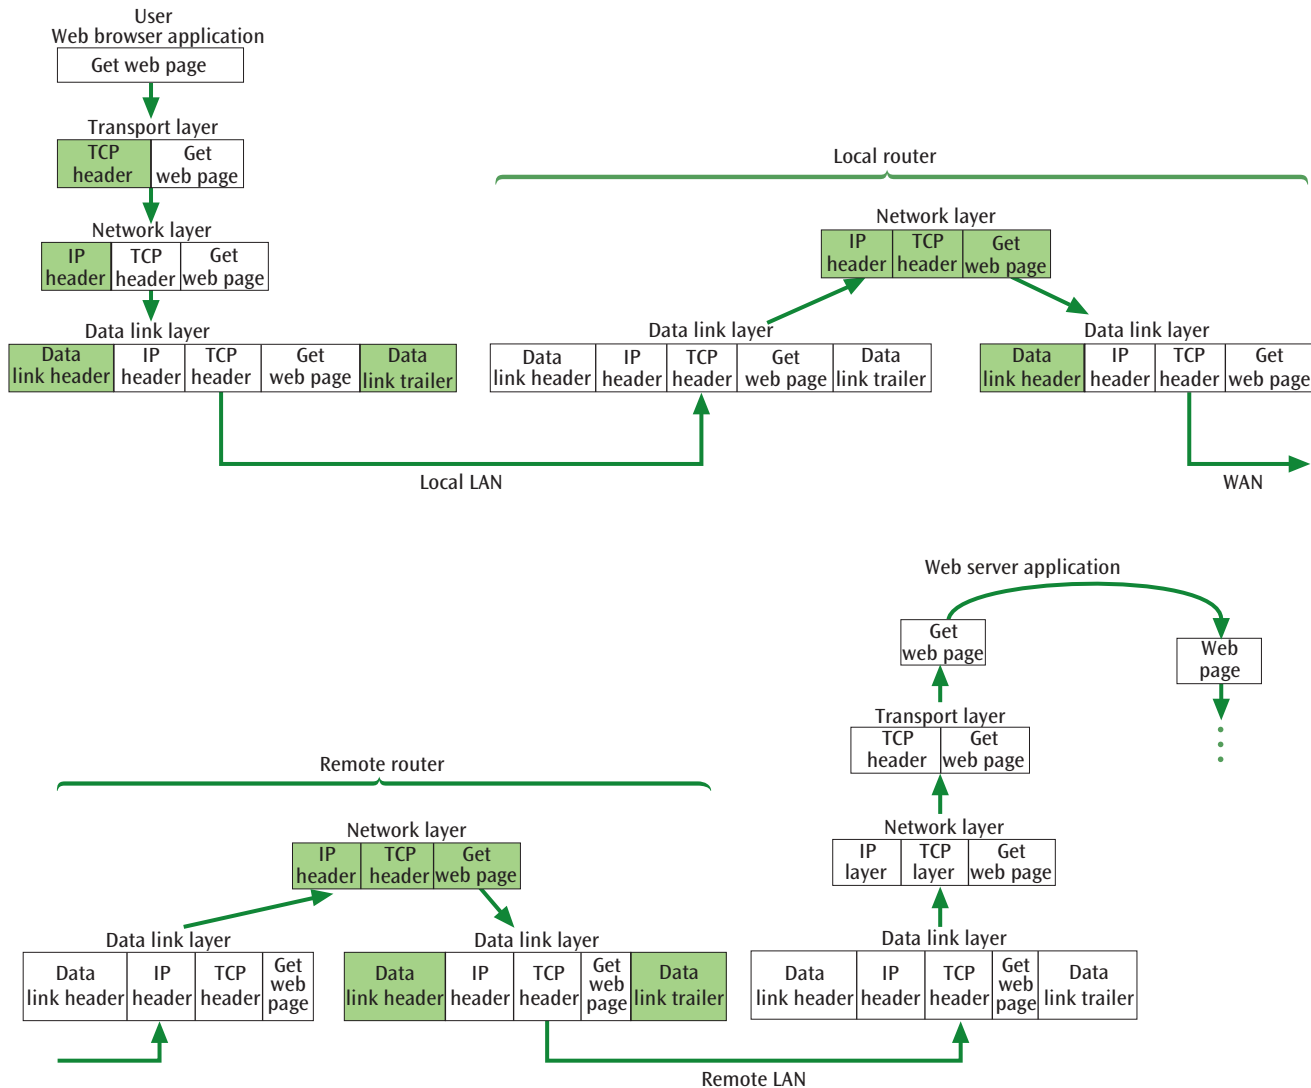 User
Web browser application
Get web page
Transport layer
TCP header
Get web page
Network layer
IP header
TCP header
Get web page
Data link layer
Data link header
IP header
TCP header
Get web page
Data link trailer
Local LAN
Local router
Data link layer
Data link header
IP header
TCP header
Get web page
Data link trailer
Network layer
IP header
TCP header
Get web page
Data link layer
Data link header
IP header
TCP header
Get web page
WAN
Remote router
Data link layer
Data link header
IP header
TCP header
Get web page
Network layer
IP header
TCP header
Get web page
Data link layer
Data link header
IP header
TCP header
Get web page
Data link trailer
Remote LAN
Data link layer
Data link header
IP header
TCP header
Get web page
Data link trailer
Network layer
IP layer
TCP layer
Get web page
Transport layer
TCP header
Get web page
Get web page
Web server application
Web page